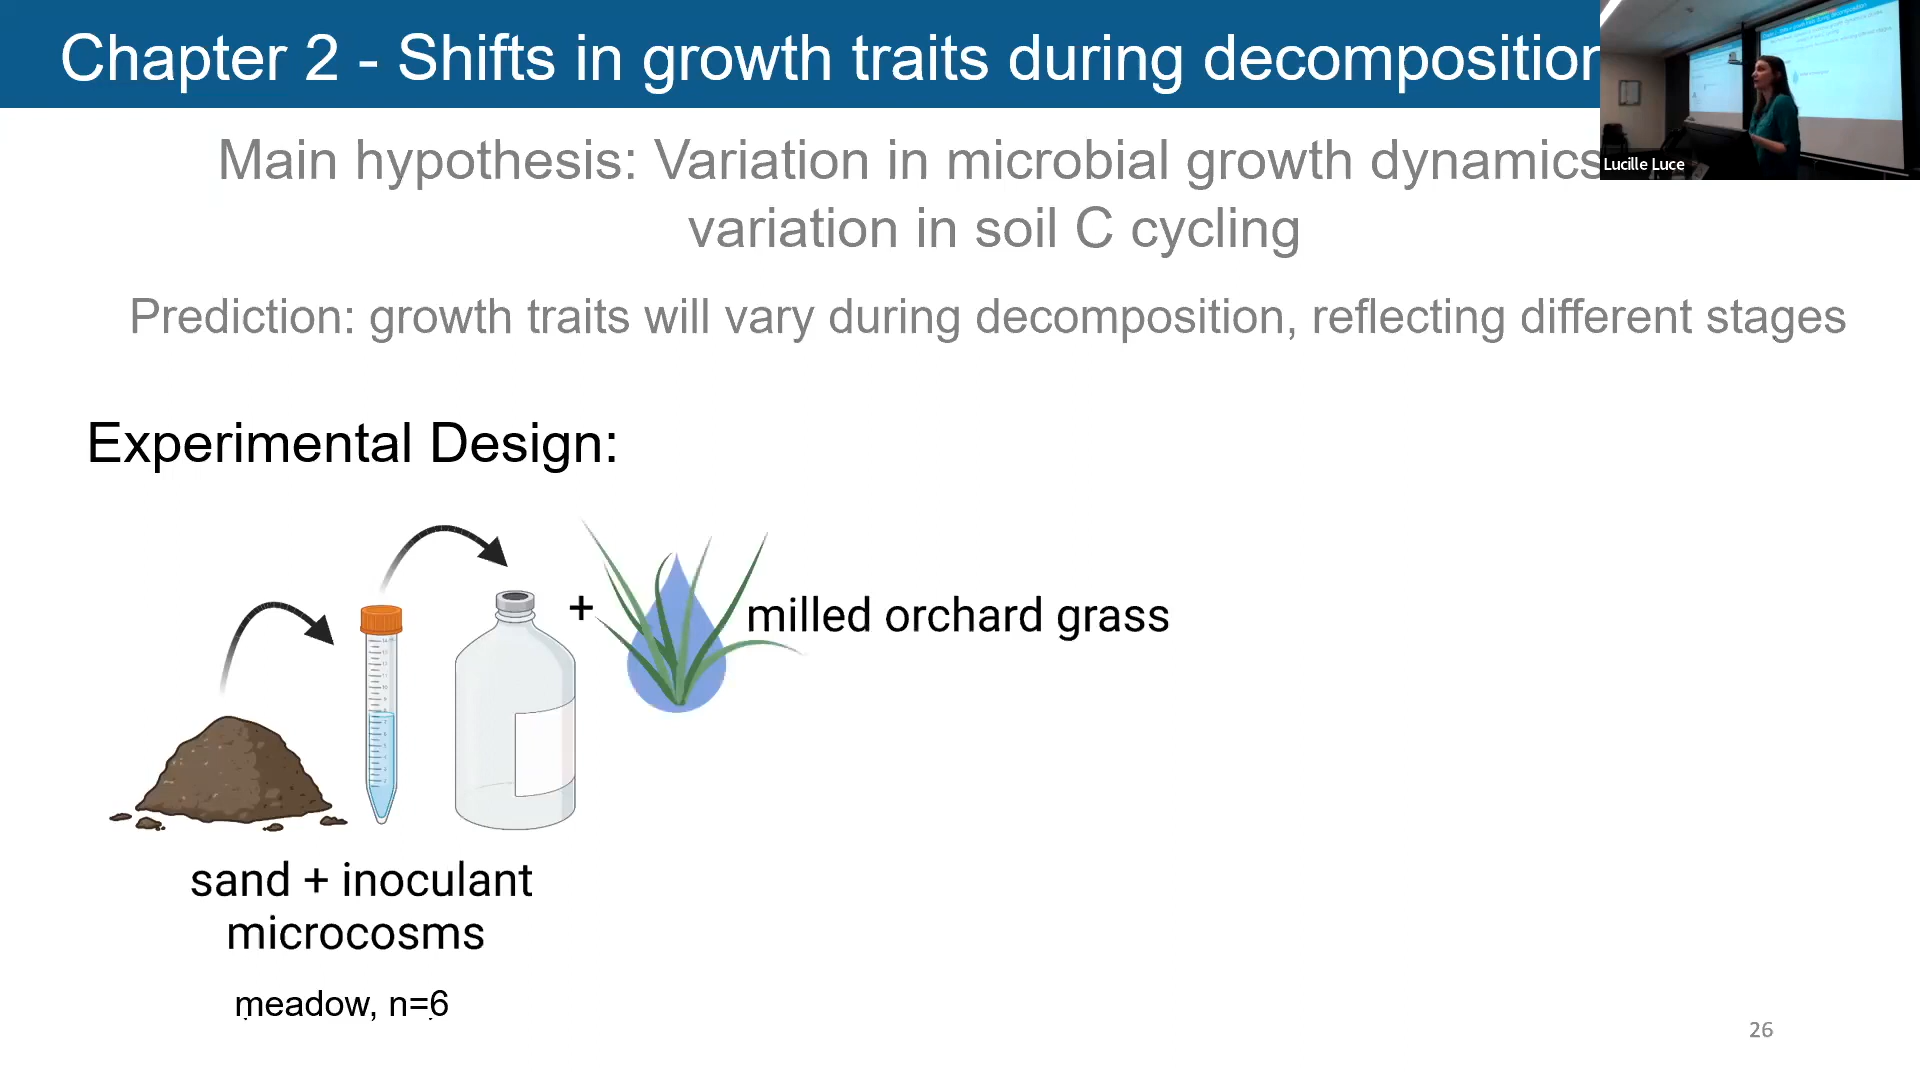 Chapter 2 - Shifts in growth traits during decomposition
Main hypothesis: Variation in microbial growth dynamics
variation in soil C cycling
Prediction: growth traits will vary during decomposition, reflecting different stages
Experimental Design:
+ milled orchard grass
sand + inoculant
microcosms
meadow, n=6
Lucille Luce
26